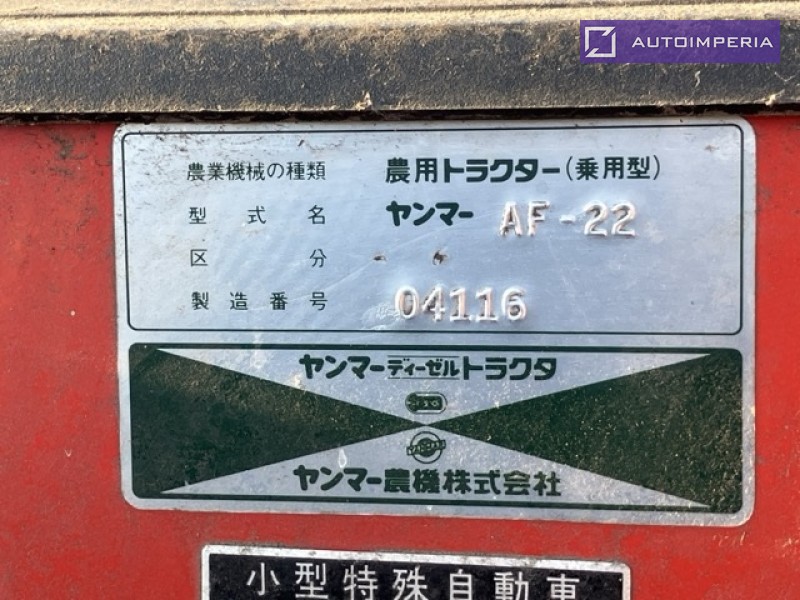 AUTOIMPERIA
農業機械の種類 農用トラクター(乗用型)
型式名 ヤンマー AF-22
区分
製造番号 04116
ヤンマーディーゼルトラクタ
ヤンマー農機株式会社
小型特殊自動車